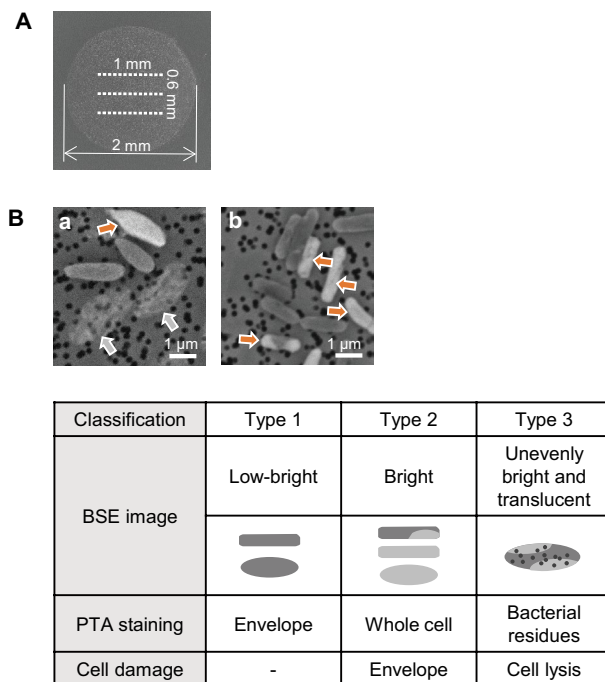 A
1 mm
0.6 mm
2 mm
B
a
1 µm
b
1 µm
Classification Type 1 Type 2 Type 3
BSE image
Low-bright
Bright
Unevenly
bright and
translucent
PTA staining Envelope Whole cell Bacterial
residues
Cell damage - Envelope Cell lysis